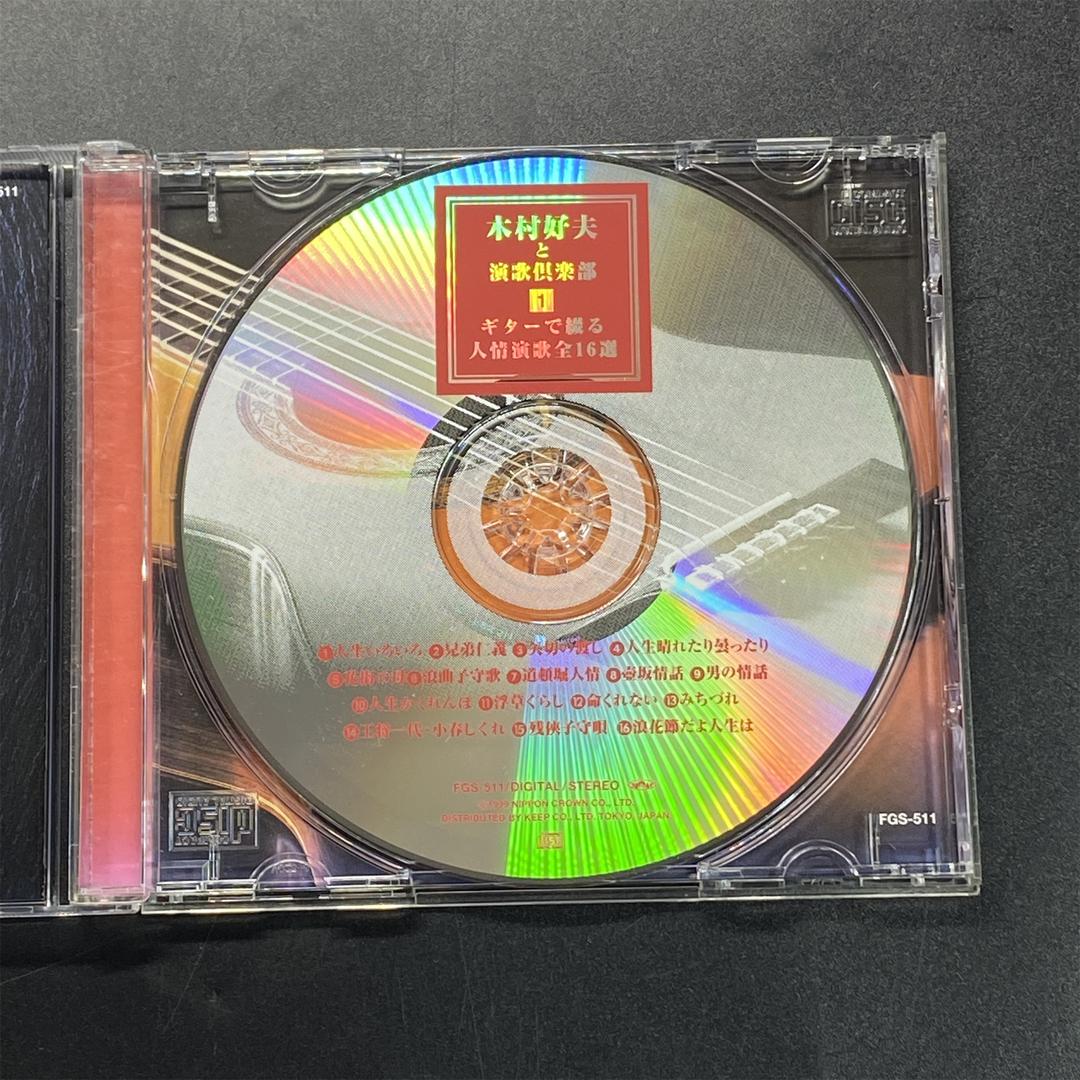 511
木村好夫
と
演歌倶楽部
1
ギターで綴る
人情演歌全16選
DISC
①人生いろいろ ②兄弟仁義 ③矢切の渡し ④人生晴れたり曇ったり
⑥浪曲子守歌 ⑦道頓堀人情 ⑧壷坂情話 ⑨男の情話
⑩人生かくれんぼ ⑪浮草ぐらし ⑫命くれない ⑬みちづれ
⑭王将一代 小春しぐれ ⑮残侠子守唄 ⑯浪花節だよ人生は
FGS-511/DIGITAL/STEREO
©1999 NIPPON CROWN CO., LTD.
DISTRIBUTED BY KEEP CO., LTD. TOKYO, JAPAN
FGS-511